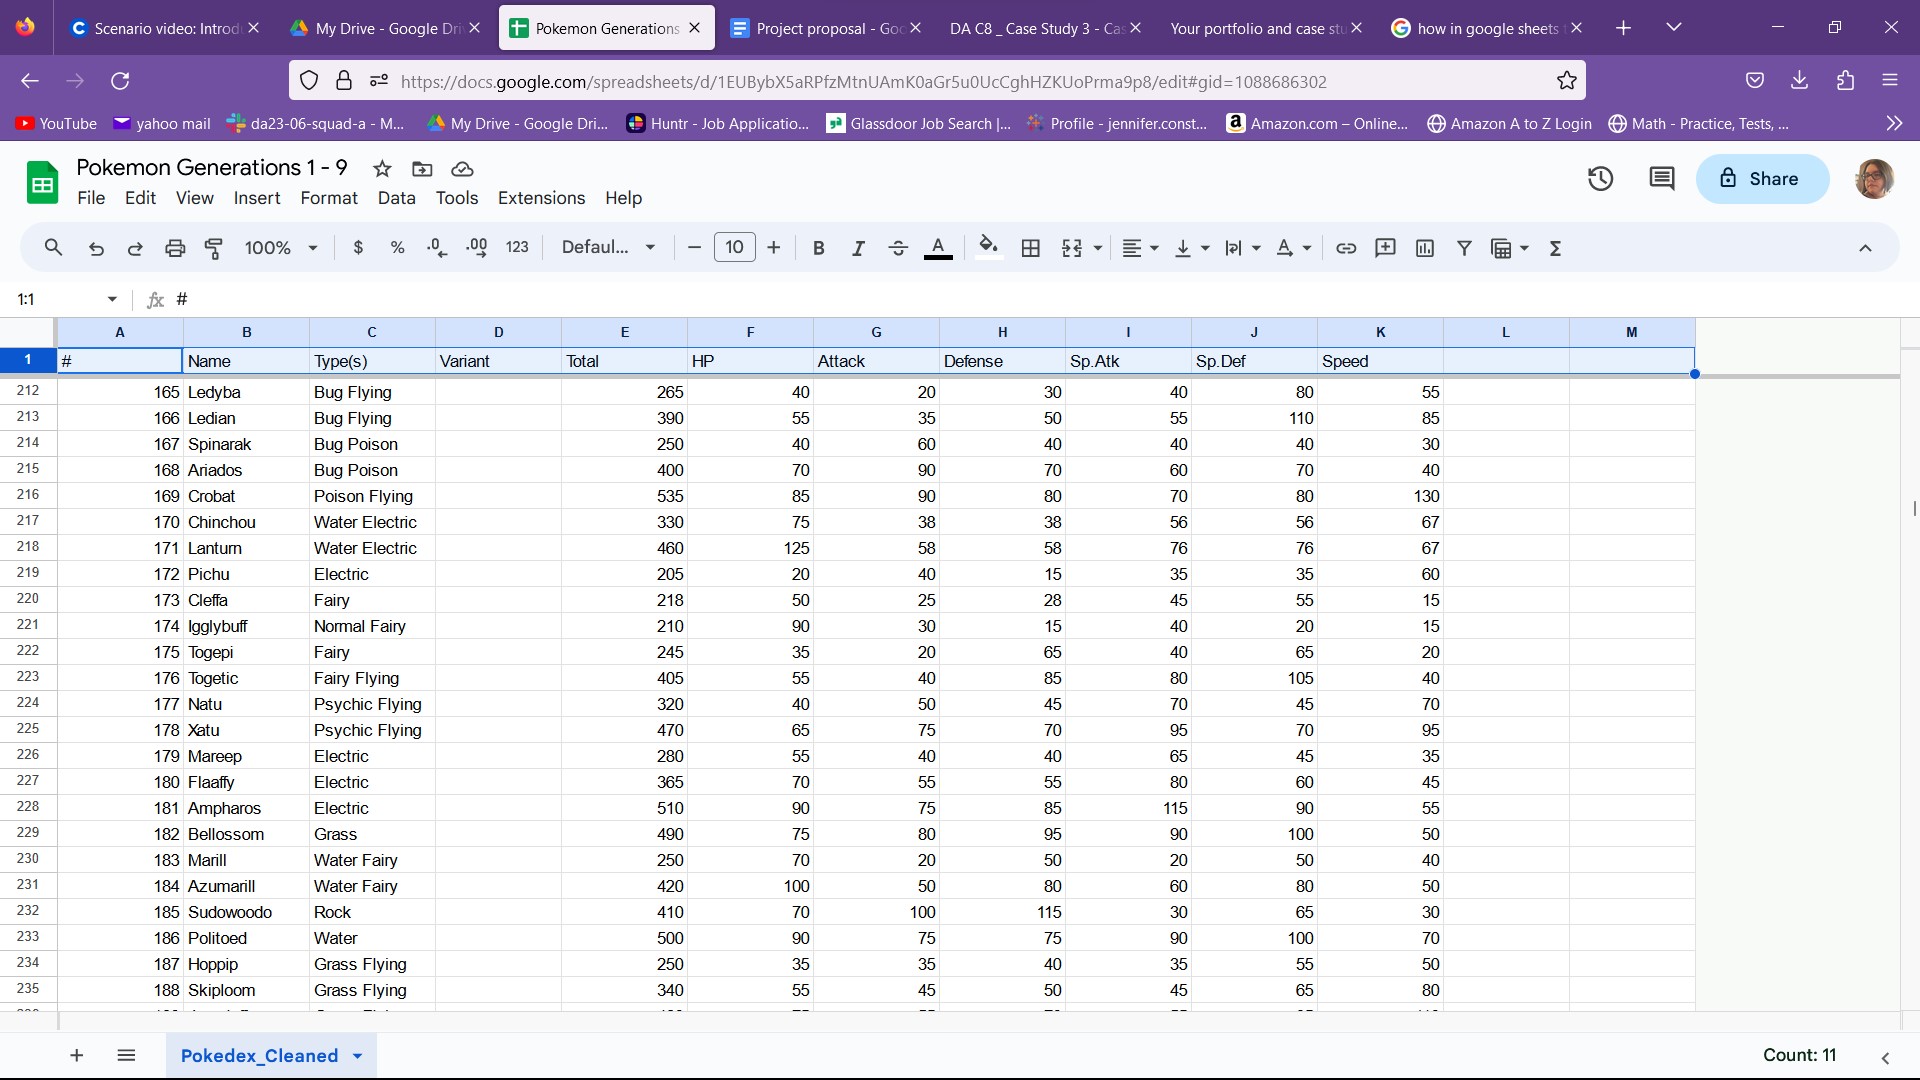 Scenario video: Introd
My Drive - Google Dri
Pokemon Generations
Project proposal - Goo
DA C8 _ Case Study 3 - Cas
Your portfolio and case stu
how in google sheets
https://docs.google.com/spreadsheets/d/1EUBybX5aRPfzMtnUAmK0aGr5u0UcCghHZKUoPrma9p8/edit#gid=1088686302
YouTube yahoo mail da23-06-squad-a - M... My Drive - Google Dri... Huntr - Job Applicatio... Glassdoor Job Search |... Profile - jennifer.const... Amazon.com – Online... Amazon A to Z Login Math - Practice, Tests, ...
Pokemon Generations 1 - 9
File Edit View Insert Format Data Tools Extensions Help
Share
100% $ % .0 .00 123 Defaul... 10 B I A
1:1 fx #
A B C D E F G H I J K L M
1 # Name Type(s) Variant Total HP Attack Defense Sp.Atk Sp.Def Speed
212 165 Ledyba Bug Flying 265 40 20 30 40 80 55
213 166 Ledian Bug Flying 390 55 35 50 55 110 85
214 167 Spinarak Bug Poison 250 40 60 40 40 40 30
215 168 Ariados Bug Poison 400 70 90 70 60 70 40
216 169 Crobat Poison Flying 535 85 90 80 70 80 130
217 170 Chinchou Water Electric 330 75 38 38 56 56 67
218 171 Lanturn Water Electric 460 125 58 58 76 76 67
219 172 Pichu Electric 205 20 40 15 35 35 60
220 173 Cleffa Fairy 218 50 25 28 45 55 15
221 174 Igglybuff Normal Fairy 210 90 30 15 40 20 15
222 175 Togepi Fairy 245 35 20 65 40 65 20
223 176 Togetic Fairy Flying 405 55 40 85 80 105 40
224 177 Natu Psychic Flying 320 40 50 45 70 45 70
225 178 Xatu Psychic Flying 470 65 75 70 95 70 95
226 179 Mareep Electric 280 55 40 40 65 45 35
227 180 Flaaffy Electric 365 70 55 55 80 60 45
228 181 Ampharos Electric 510 90 75 85 115 90 55
229 182 Bellossom Grass 490 75 80 95 90 100 50
230 183 Marill Water Fairy 250 70 20 50 20 50 40
231 184 Azumarill Water Fairy 420 100 50 80 60 80 50
232 185 Sudowoodo Rock 410 70 100 115 30 65 30
233 186 Politoed Water 500 90 75 75 90 100 70
234 187 Hoppip Grass Flying 250 35 35 40 35 55 50
235 188 Skiploom Grass Flying 340 55 45 50 45 65 80
Pokedex_Cleaned
Count: 11